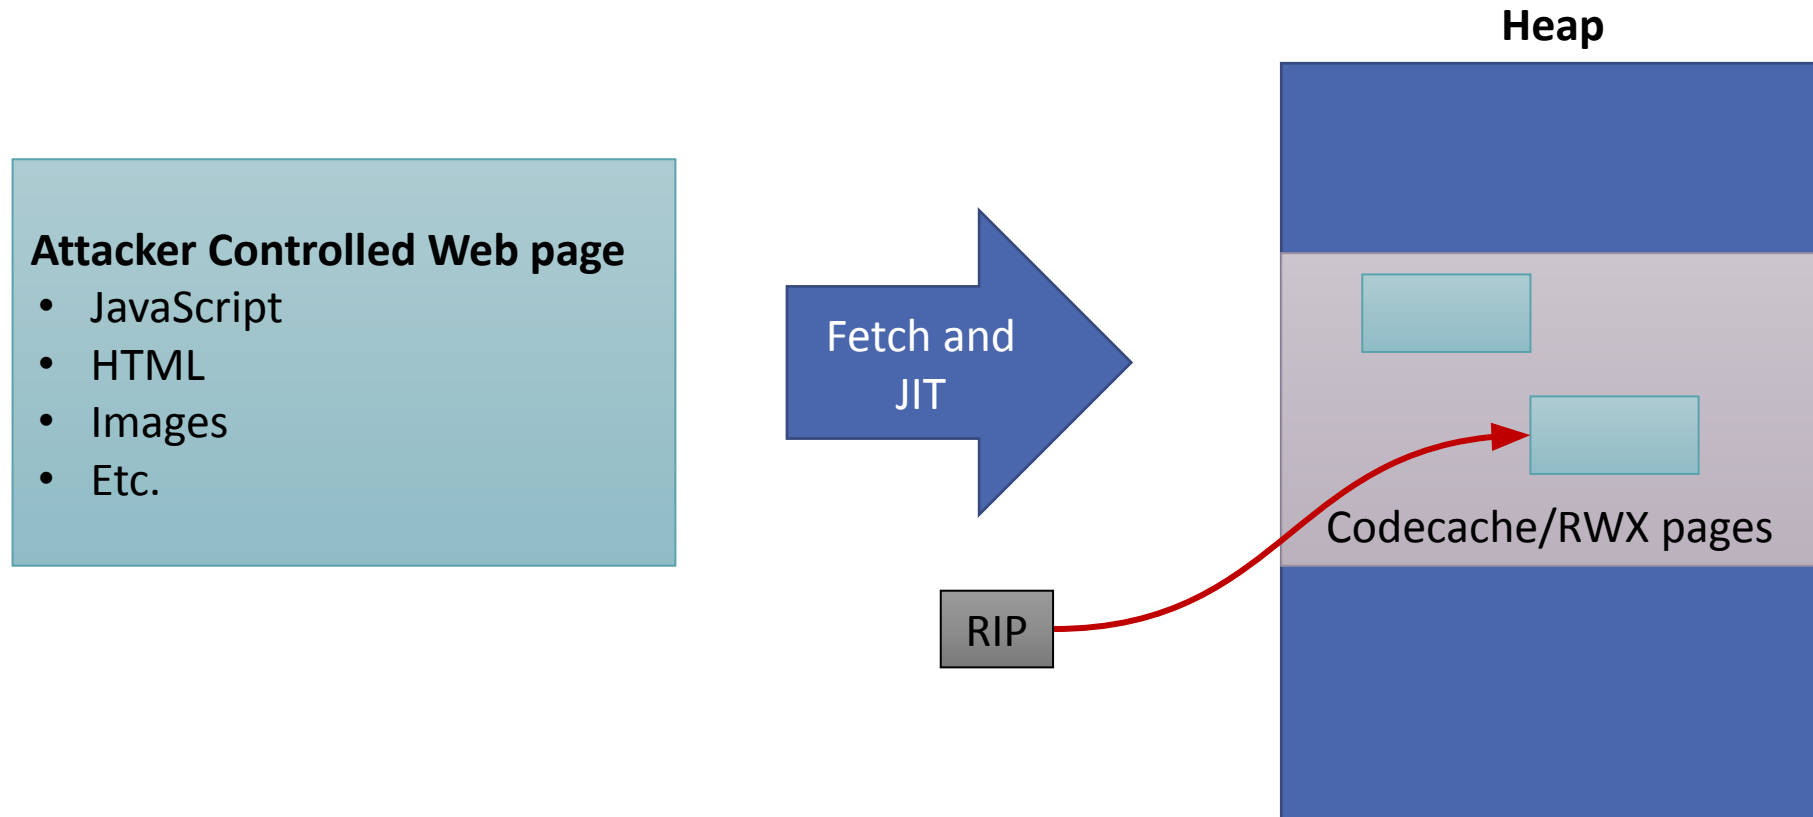 Heap
Attacker Controlled Web page
• JavaScript
• HTML
• Images
• Etc.
Fetch and
JIT
Codecache/RWX pages
RIP